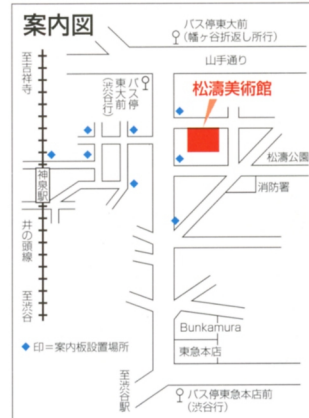 案内図
バス停東大前
（幡ヶ谷折返し所行）
山手通り
至吉祥寺
バス停
東大前
（渋谷行）
松濤美術館
松濤公園
消防署
神泉駅
井の頭線
至渋谷
Bunkamura
東急本店
◆印＝案内板設置場所
至渋谷駅
バス停東急本店前
（渋谷行）